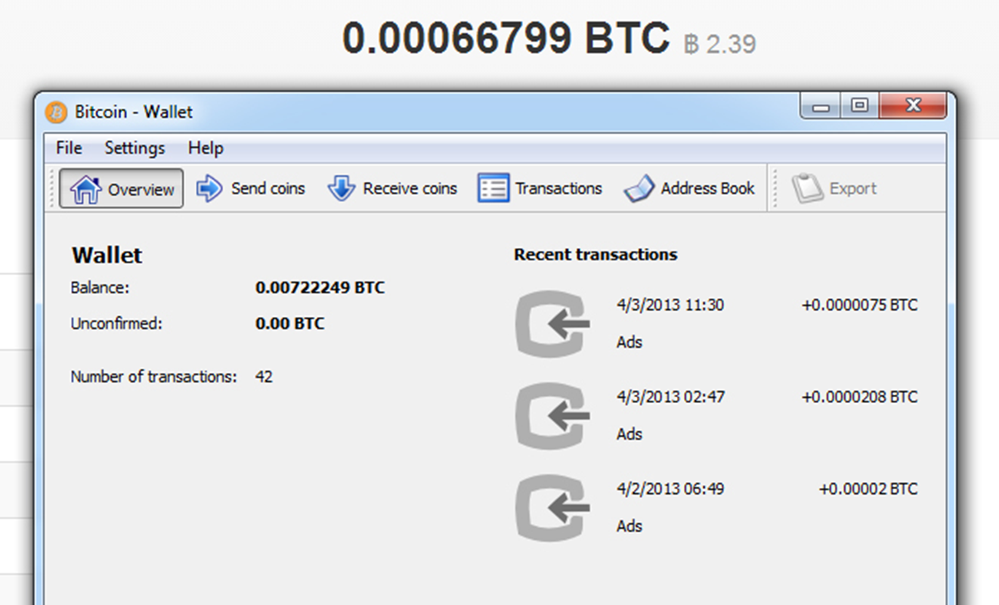 0.00066799 BTC ฿ 2.39
Bitcoin - Wallet
File Settings Help
Overview Send coins Receive coins Transactions Address Book Export
Wallet
Balance: 0.00722249 BTC
Unconfirmed: 0.00 BTC
Number of transactions: 42
Recent transactions
4/3/2013 11:30 +0.0000075 BTC
Ads
4/3/2013 02:47 +0.0000208 BTC
Ads
4/2/2013 06:49 +0.00002 BTC
Ads